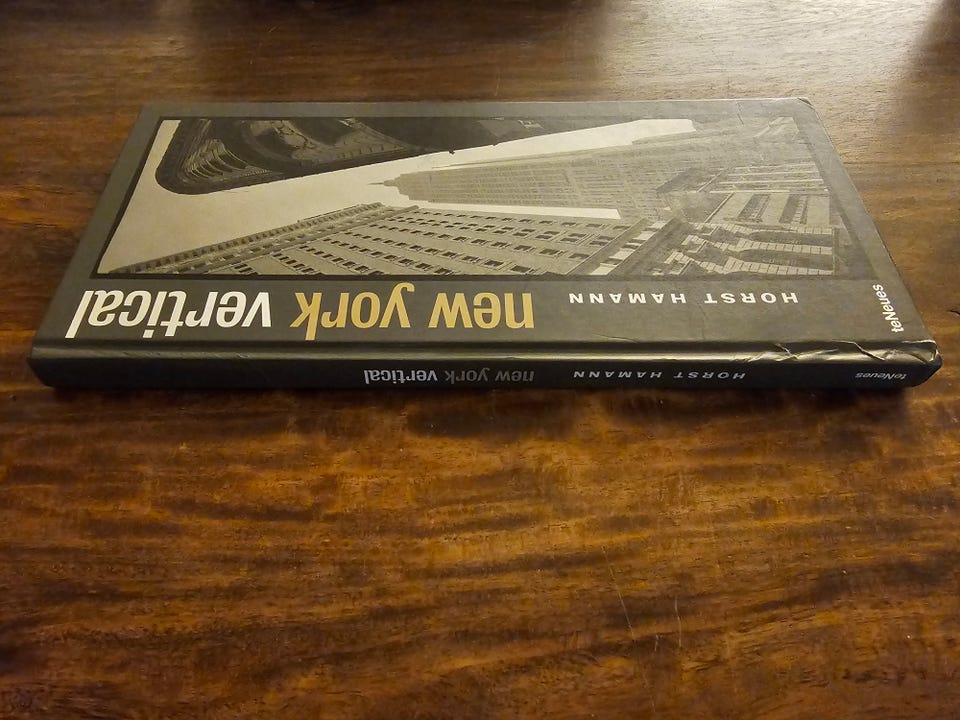 HORST HAMANN new york vertical
teNeues
teNeues HORST HAMANN new york vertical